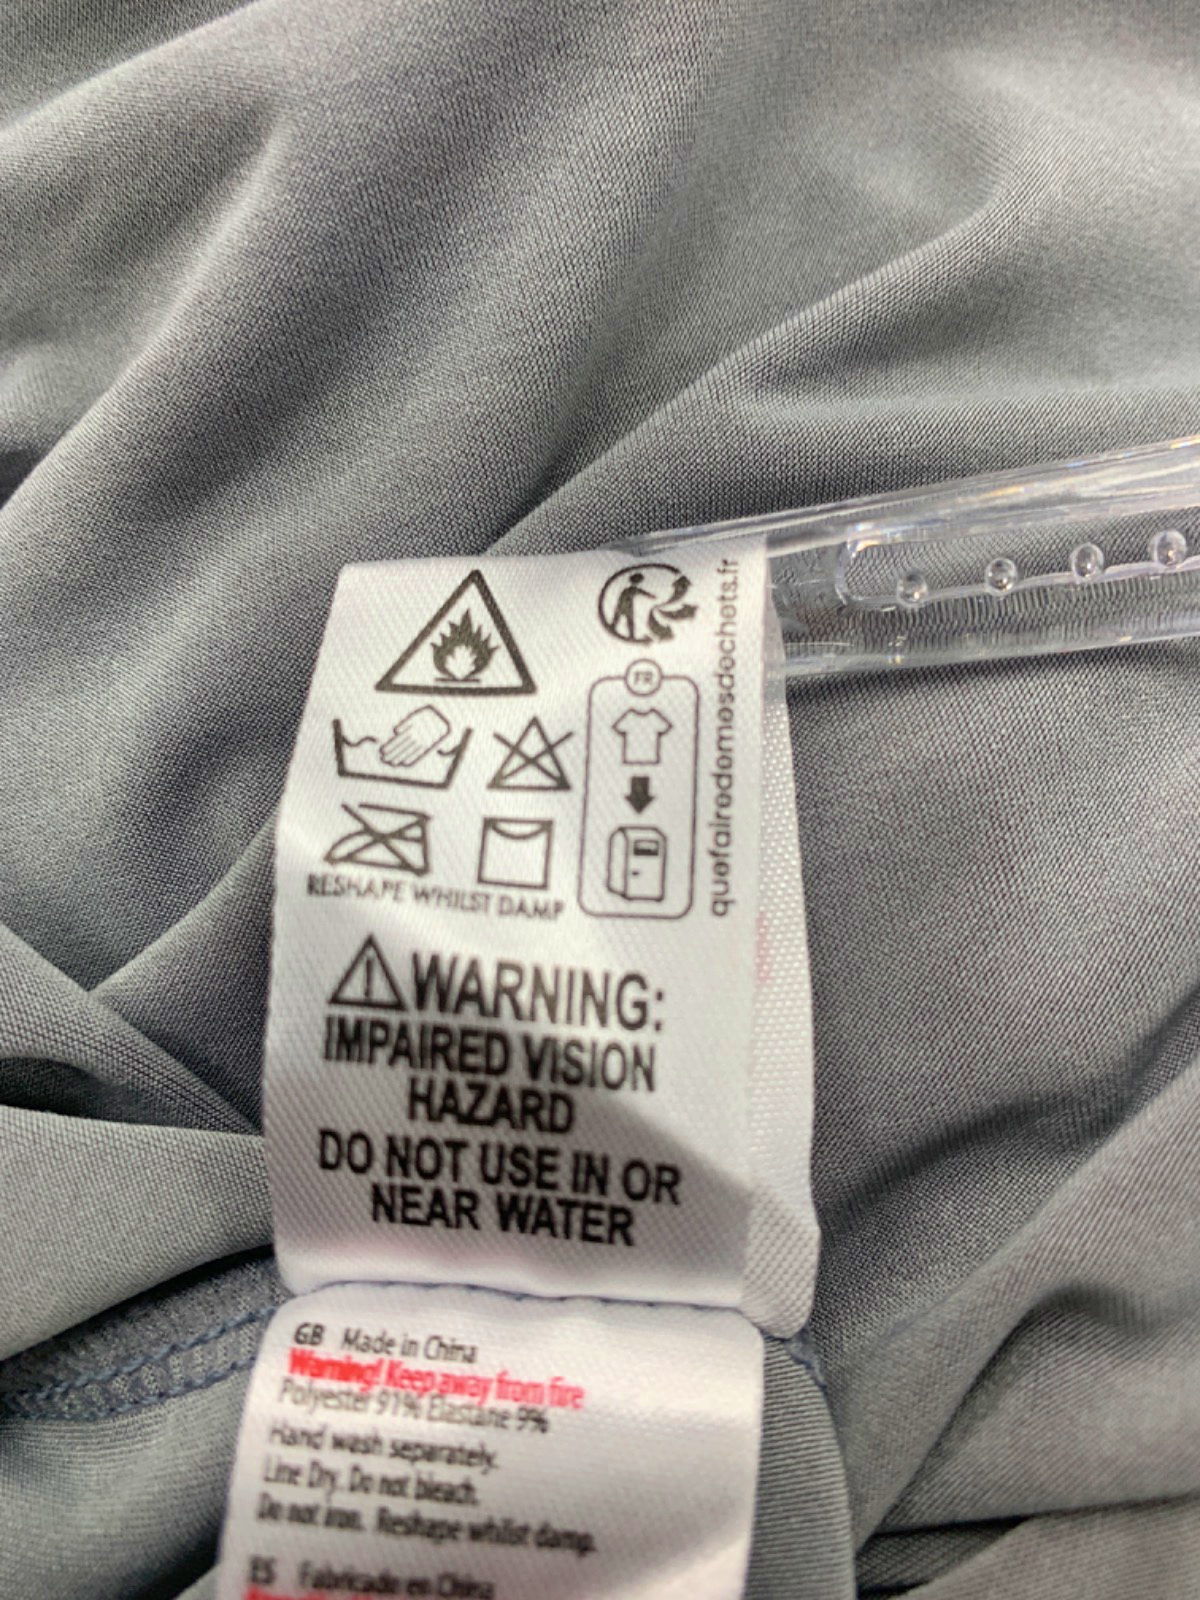 FR
quefairedemesdechets.fr
RESHAPE WHILST DAMP
WARNING:
IMPAIRED VISION
HAZARD
DO NOT USE IN OR
NEAR WATER
GB Made in China
Warning! Keep away from fire
Polyester 91% Elastane 9%
Hand wash separately.
Line Dry. Do not bleach.
Do not iron. Reshape whilst damp.
ES Fabricado en China